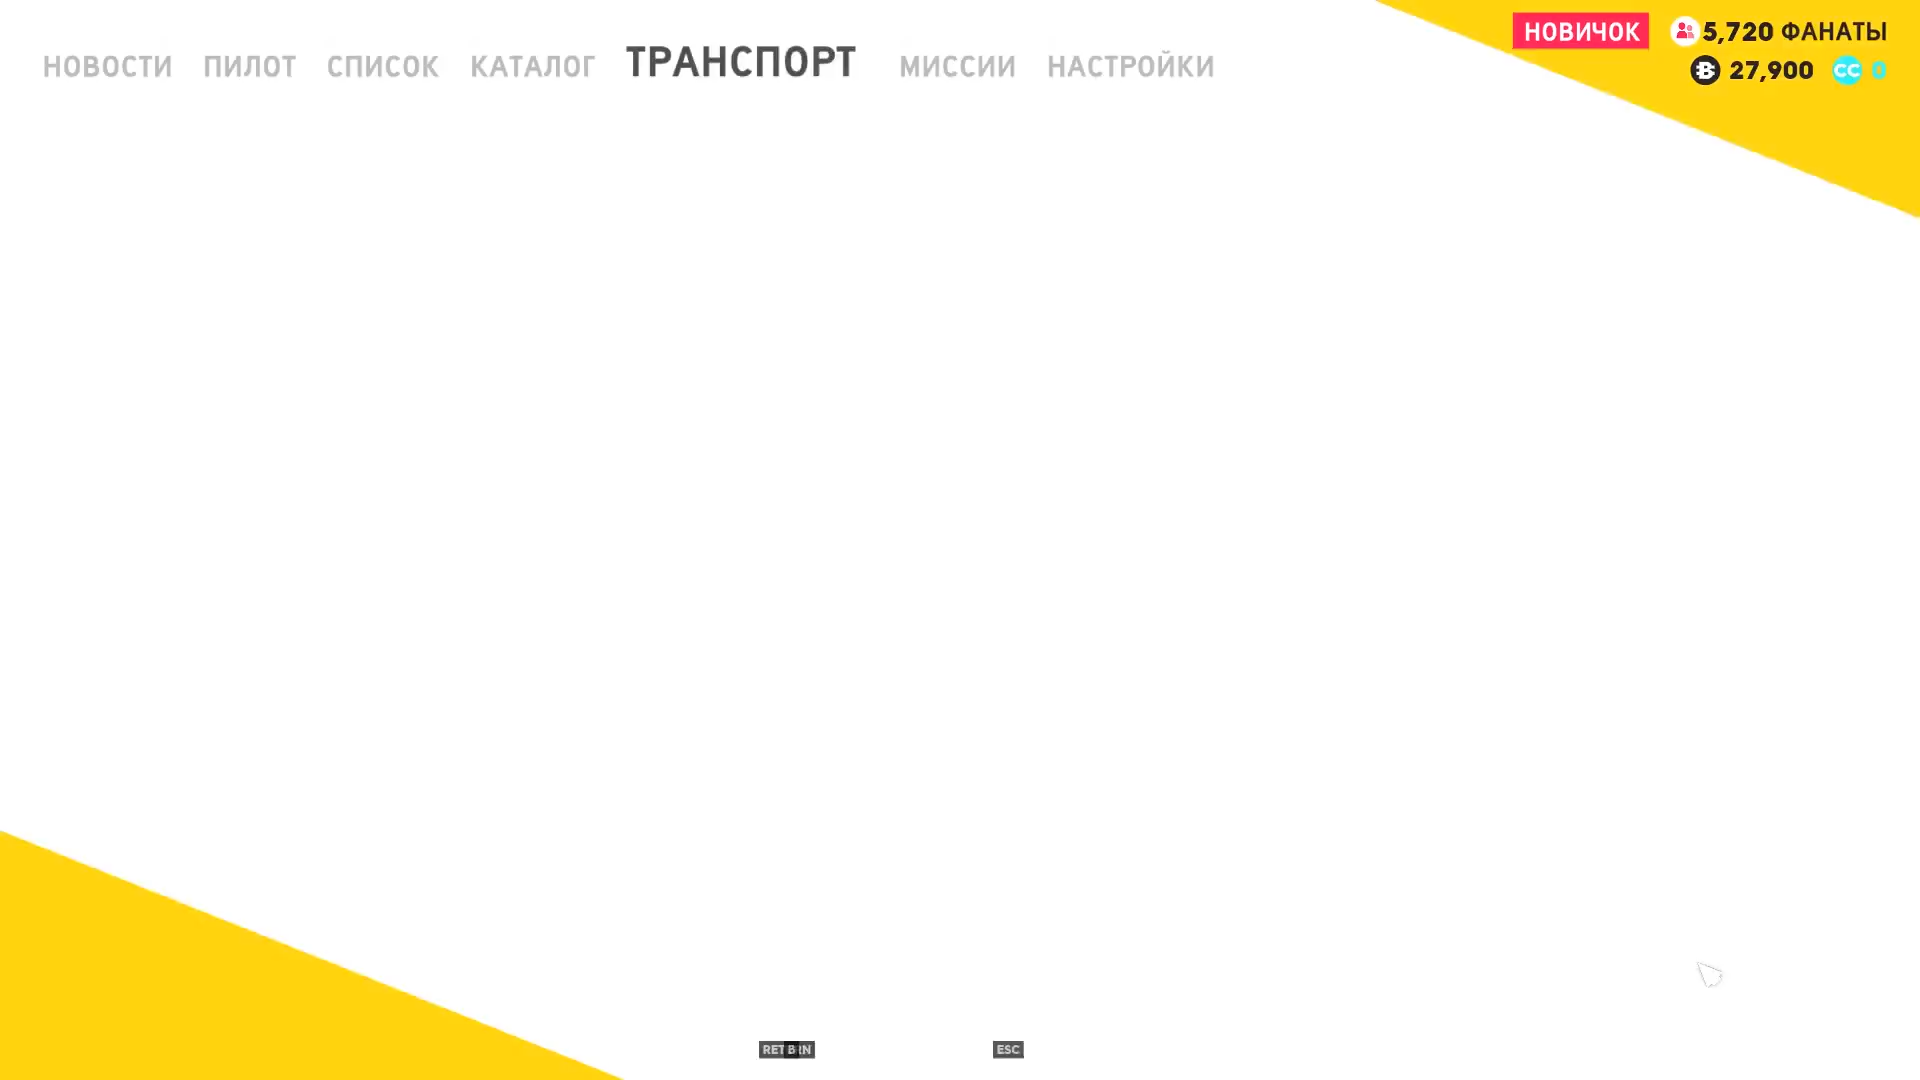 НОВОСТИ ПИЛОТ СПИСОК КАТАЛОГ ТРАНСПОРТ МИССИИ НАСТРОЙКИ
НОВИЧОК 5,720 ФАНАТЫ
27,900 CC 0
ESC